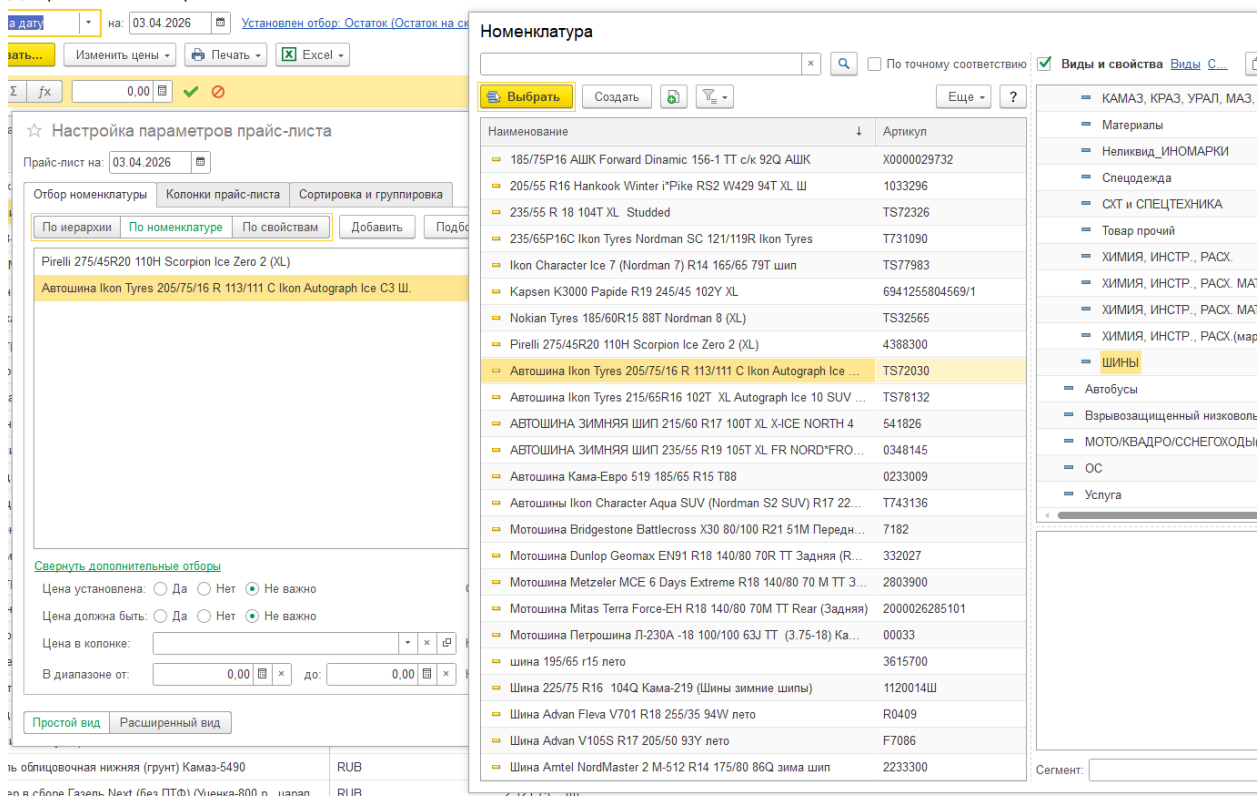 на: 03.04.2026 Установлен отбор: Остаток (Остаток на ск
Изменить цены Печать Excel
Σ ƒx 0,00
Настройка параметров прайс-листа
Прайс-лист на: 03.04.2026
Отбор номенклатуры Колонки прайс-листа Сортировка и группировка
По иерархии По номенклатуре По свойствам Добавить
Pirelli 275/45R20 110H Scorpion Ice Zero 2 (XL)
Автошина Ikon Tyres 205/75/16 R 113/111 C Ikon Autograph Ice C3 Ш.
Свернуть дополнительные отборы
Цена установлена: Да Нет Не важно
Цена должна быть: Да Нет Не важно
Цена в колонке:
В диапазоне от: 0,00 до: 0,00
Простой вид Расширенный вид
ль облицовочная нижняя (грунт) Камаз-5490 RUB
Номенклатура
По точному соответствию
Выбрать Создать Еще ?
Наименование ↓ Артикул
185/75P16 АШК Forward Dinamic 156-1 ТТ с/к 92Q АШК X0000029732
205/55 R16 Hankook Winter i*Pike RS2 W429 94T XL Ш 1033296
235/55 R 18 104T XL Studded TS72326
235/65P16C Ikon Tyres Nordman SC 121/119R Ikon Tyres T731090
Ikon Character Ice 7 (Nordman 7) R14 165/65 79T шип TS77983
Kapsen K3000 Papide R19 245/45 102Y XL 6941255804569/1
Nokian Tyres 185/60R15 88T Nordman 8 (XL) TS32565
Pirelli 275/45R20 110H Scorpion Ice Zero 2 (XL) 4388300
Автошина Ikon Tyres 205/75/16 R 113/111 C Ikon Autograph Ice ... TS72030
Автошина Ikon Tyres 215/65R16 102T XL Autograph Ice 10 SUV ... TS78132
АВТОШИНА ЗИМНЯЯ ШИП 215/60 R17 100T XL X-ICE NORTH 4 541826
АВТОШИНА ЗИМНЯЯ ШИП 235/55 R19 105T XL FR NORD*FRO... 0348145
Автошина Кама-Евро 519 185/65 R15 T88 0233009
Автошины Ikon Character Aqua SUV (Nordman S2 SUV) R17 22... T743136
Мотошина Bridgestone Battlecross X30 80/100 R21 51M Передн... 7182
Мотошина Dunlop Geomax EN91 R18 140/80 70R TT Задняя (R... 332027
Мотошина Metzeler MCE 6 Days Extreme R18 140/80 70 M TT З... 2803900
Мотошина Mitas Terra Force-EH R18 140/80 70M TT Rear (Задняя) 2000026285101
Мотошина Петрошина Л-230А -18 100/100 63J TT (3.75-18) Ка... 00033
шина 195/65 r15 лето 3615700
Шина 225/75 R16 104Q Кама-219 (Шины зимние шипы) 1120014Ш
Шина Advan Fleva V701 R18 255/35 94W лето R0409
Шина Advan V105S R17 205/50 93Y лето F7086
Шина Amtel NordMaster 2 M-512 R14 175/80 86Q зима шип 2233300
Виды и свойства Виды С...
КАМАЗ, КРАЗ, УРАЛ, МАЗ,
Материалы
Неликвид_ИНОМАРКИ
Спецодежда
СХТ и СПЕЦТЕХНИКА
Товар прочий
ХИМИЯ, ИНСТР., РАСХ.
ХИМИЯ, ИНСТР., РАСХ. МАТ
ХИМИЯ, ИНСТР., РАСХ. МАТ
ХИМИЯ, ИНСТР., РАСХ.(мар
ШИНЫ
Автобусы
Взрывозащищенный низковоль
МОТО/КВАДРО/ССНЕГОХОДЫ(
ОС
Услуга
Сегмент: